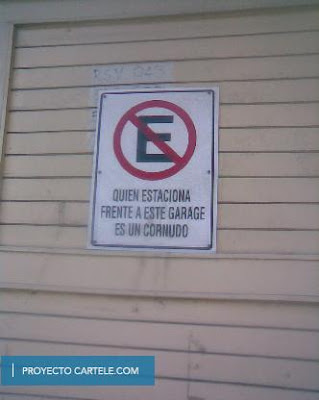 E
QUIEN ESTACIONA
FRENTE A ESTE GARAGE
ES UN CORNUDO
PROYECTO CARTELE.COM